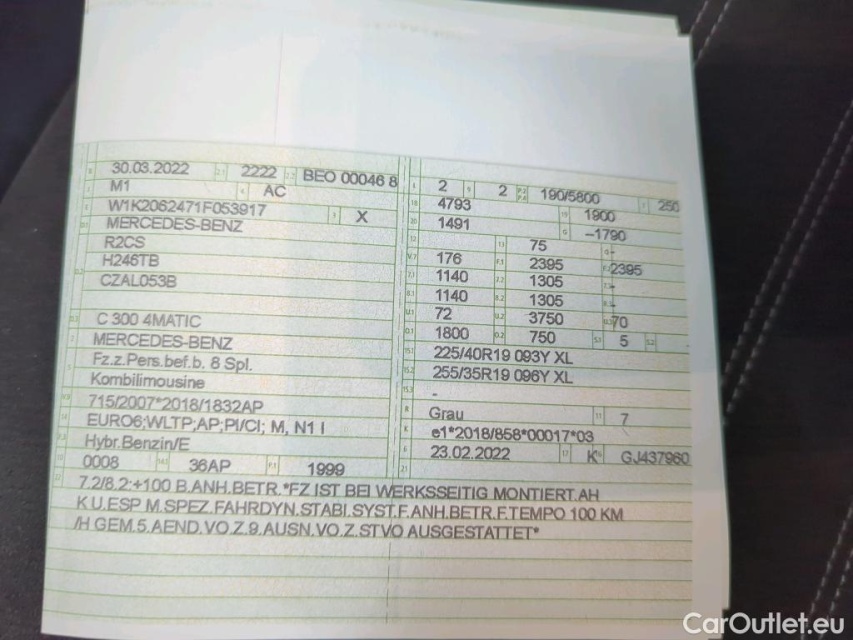 30.03.2022 2222 BEO 00046 8
M1 AC
W1K2062471F053917 X
MERCEDES-BENZ
R2CS
H246TB
CZAL053B
C 300 4MATIC
MERCEDES-BENZ
Fz.z.Pers.bef.b. 8 Spl.
Kombilimousine
715/2007*2018/1832AP
EURO6;WLTP;AP;PI/CI; M, N1 I
Hybr.Benzin/E
0008 36AP 1999
2 2 190/5800 250
4793 1900
1491 –1790
75
176 2395 2395
1140 1305 -
1140 1305 -
72 3750 70
1800 750 5
225/40R19 093Y XL
255/35R19 096Y XL
-
Grau 7
e1*2018/858*00017*03
23.02.2022 K GJ437960
7.2/8.2:+100 B.ANH.BETR.*FZ IST BEI WERKSSEITIG MONTIERT.AH
K U.ESP M.SPEZ.FAHRDYN.STABI.SYST.F.ANH.BETR.F.TEMPO 100 KM
/H GEM.5.AEND.VO.Z.9.AUSN.VO.Z.STVO AUSGESTATTET*
CarOutlet.eu